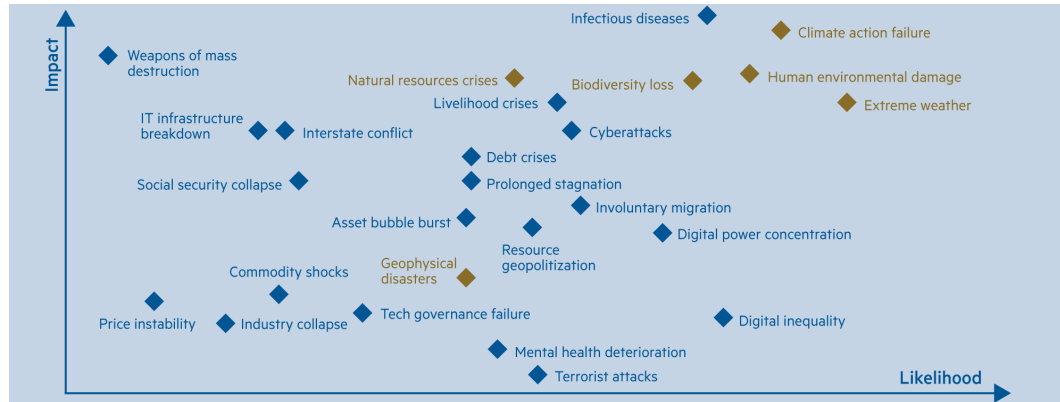 Impact
Infectious diseases
Climate action failure
Weapons of mass
destruction
Natural resources crises
Biodiversity loss
Human environmental damage
Livelihood crises
Extreme weather
IT infrastructure
breakdown
Interstate conflict
Cyberattacks
Debt crises
Social security collapse
Prolonged stagnation
Involuntary migration
Asset bubble burst
Digital power concentration
Resource
geopolitization
Geophysical
disasters
Commodity shocks
Price instability
Industry collapse
Tech governance failure
Digital inequality
Mental health deterioration
Terrorist attacks
Likelihood